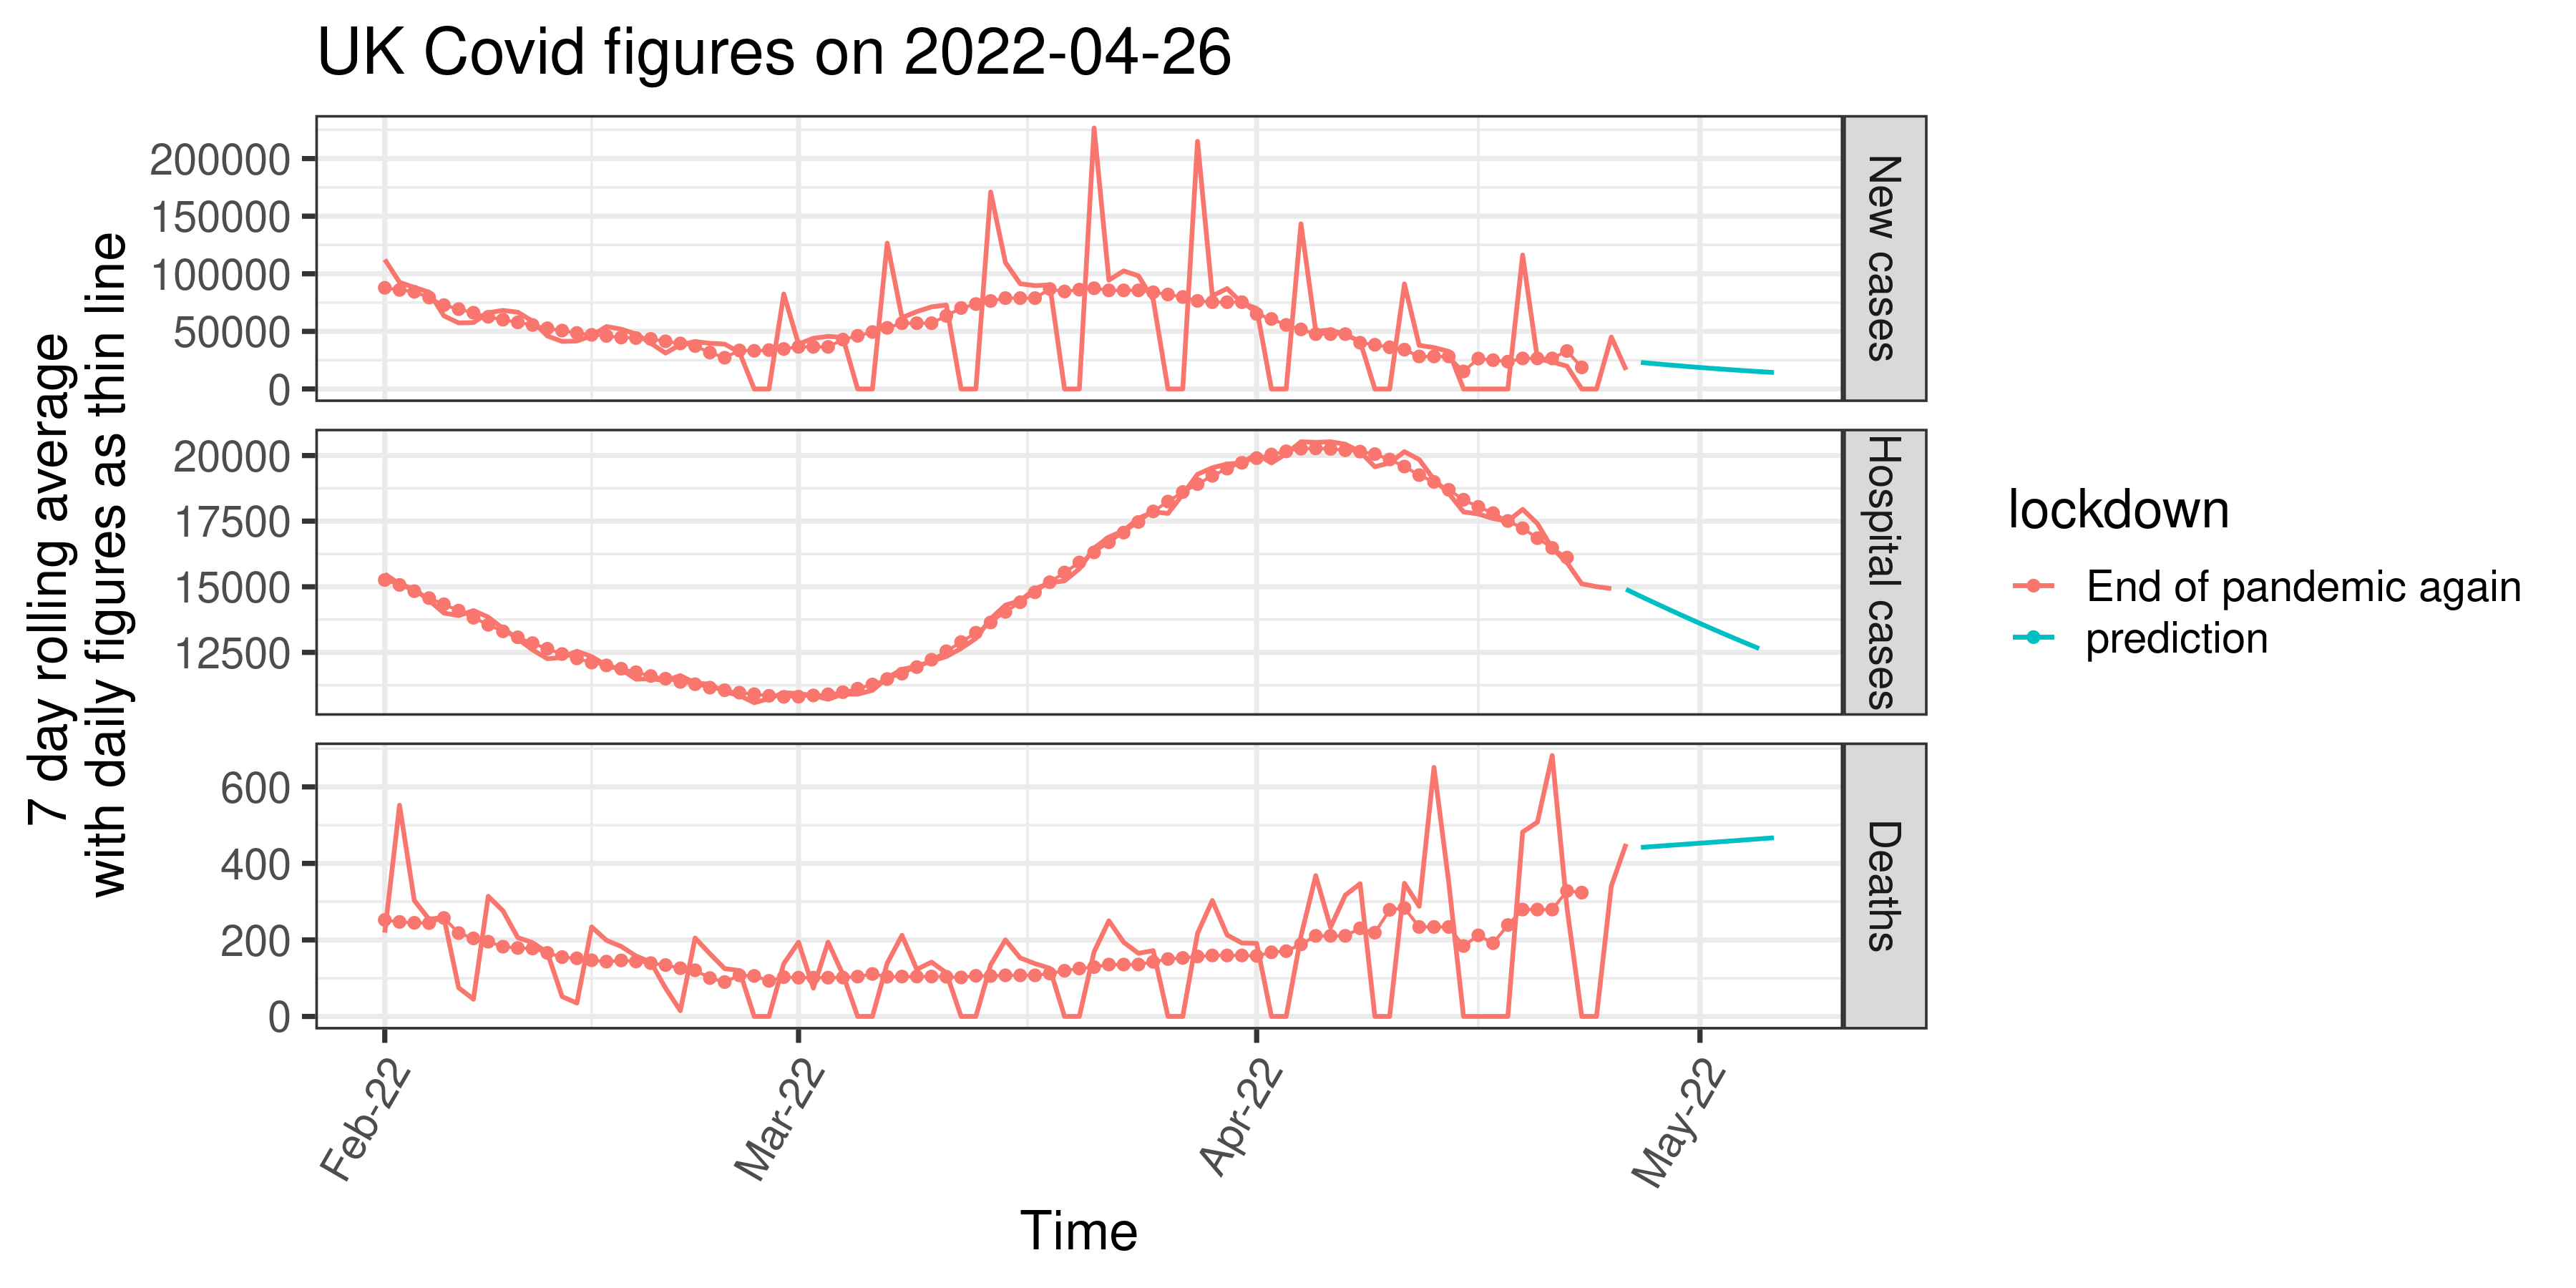 UK Covid figures on 2022-04-26
7 day rolling average
with daily figures as thin line
200000
150000
100000
50000
0
New cases
20000
17500
15000
12500
Hospital cases
600
400
200
0
Deaths
Feb-22
Mar-22
Apr-22
May-22
Time
lockdown
End of pandemic again
prediction